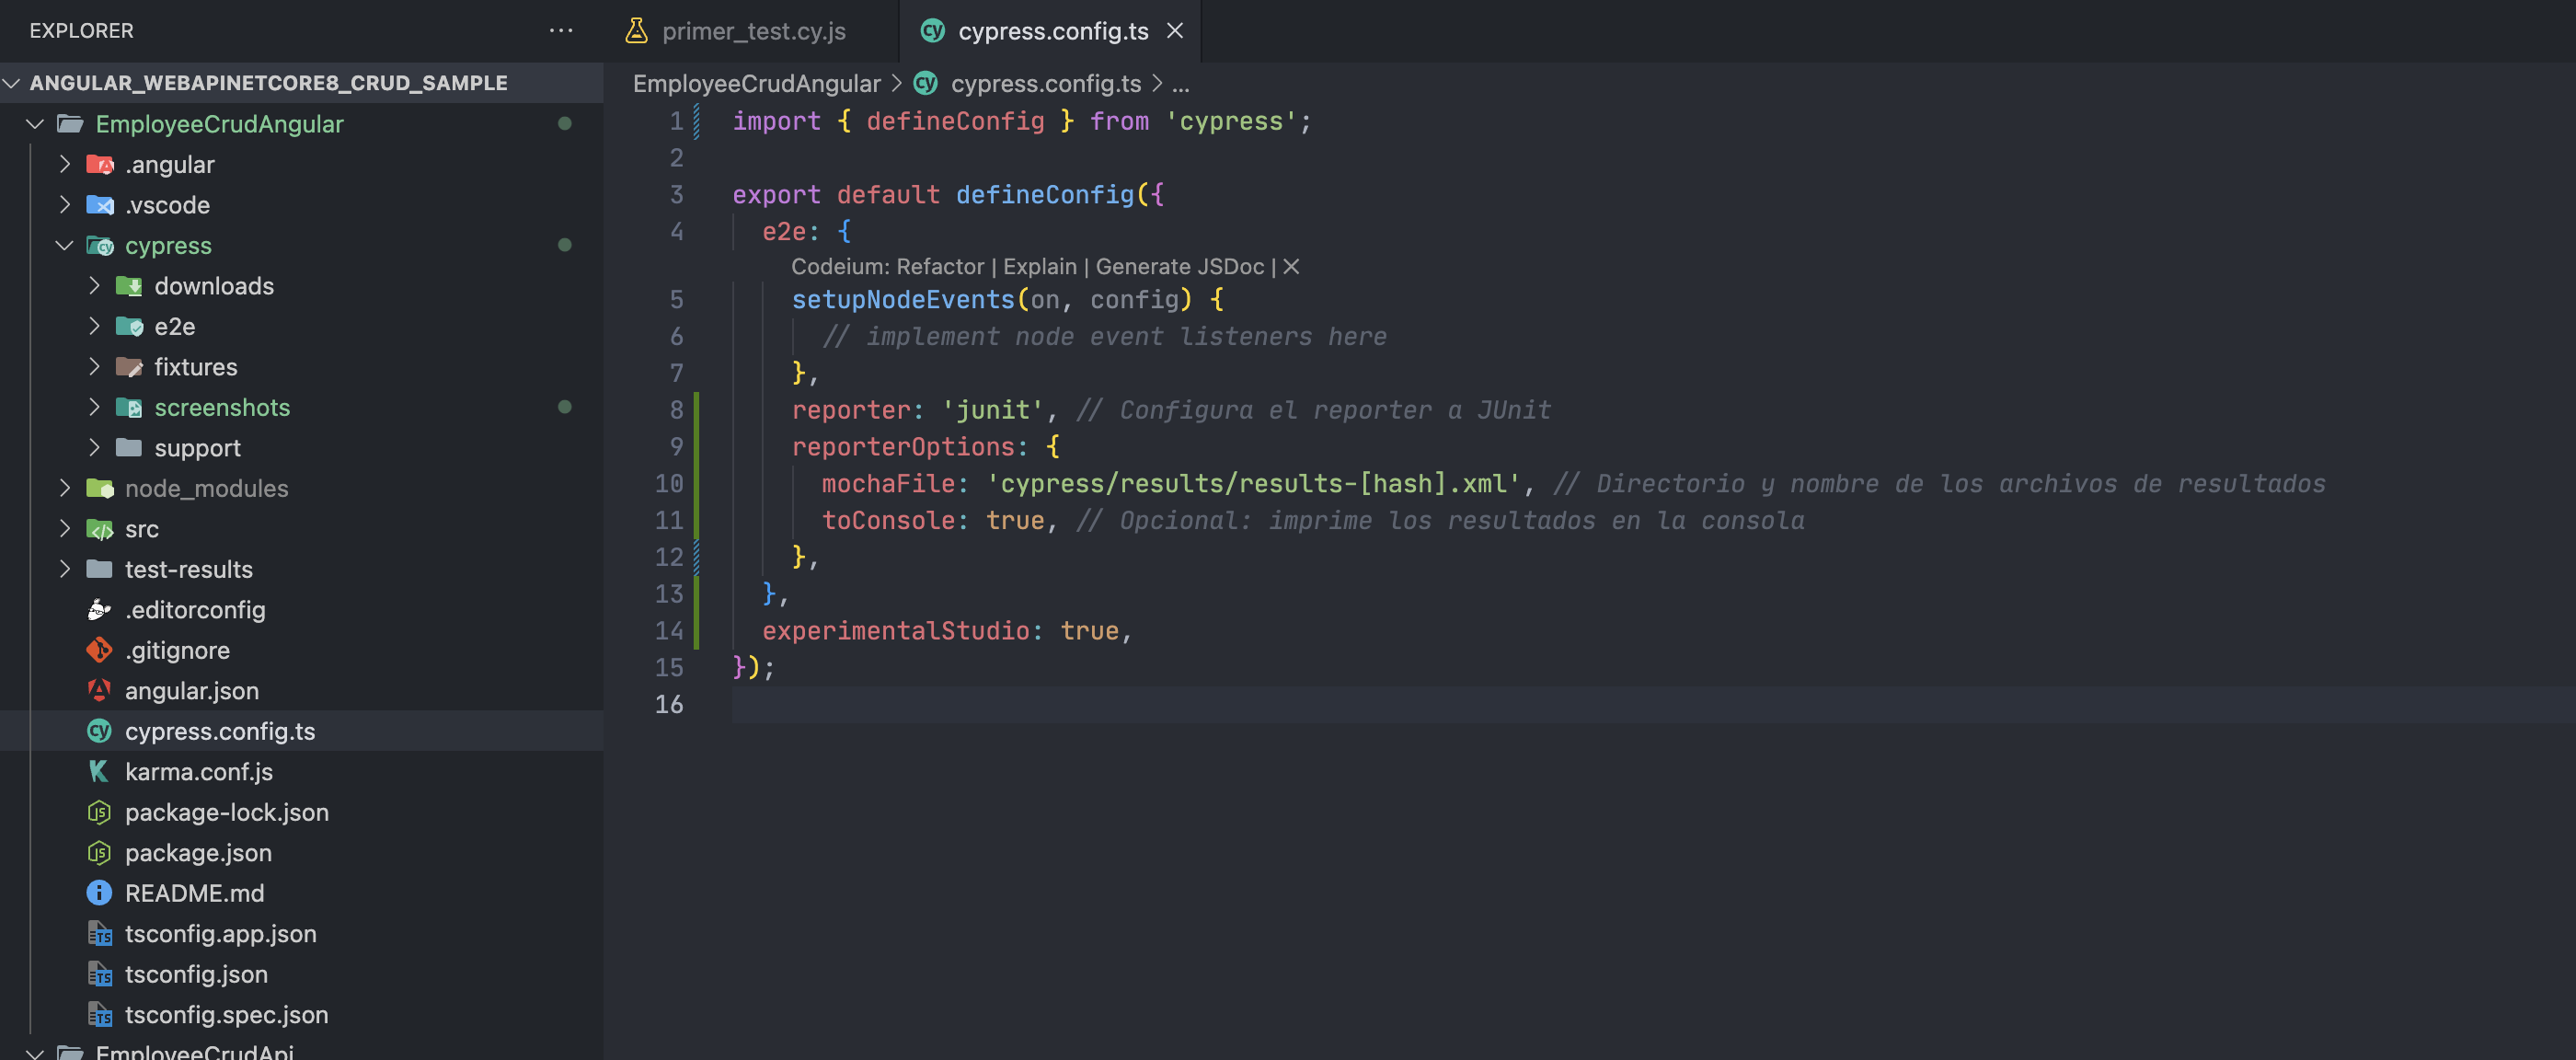 EXPLORER
ANGULAR_WEBAPINETCORE8_CRUD_SAMPLE
EmployeeCrudAngular
.angular
.vscode
cypress
downloads
e2e
fixtures
screenshots
support
node_modules
src
test-results
.editorconfig
.gitignore
angular.json
cypress.config.ts
karma.conf.js
package-lock.json
package.json
README.md
tsconfig.app.json
tsconfig.json
tsconfig.spec.json
EmployeeCrudApi
primer_test.cy.js
cypress.config.ts
EmployeeCrudAngular > cypress.config.ts > ...
1 import { defineConfig } from 'cypress';
2
3 export default defineConfig({
4 e2e: {
Codeium: Refactor | Explain | Generate JSDoc | X
5 setupNodeEvents(on, config) {
6 // implement node event listeners here
7 },
8 reporter: 'junit', // Configura el reporter a JUnit
9 reporterOptions: {
10 mochaFile: 'cypress/results/results-[hash].xml', // Directorio y nombre de los archivos de resultados
11 toConsole: true, // Opcional: imprime los resultados en la consola
12 },
13 },
14 experimentalStudio: true,
15 });
16